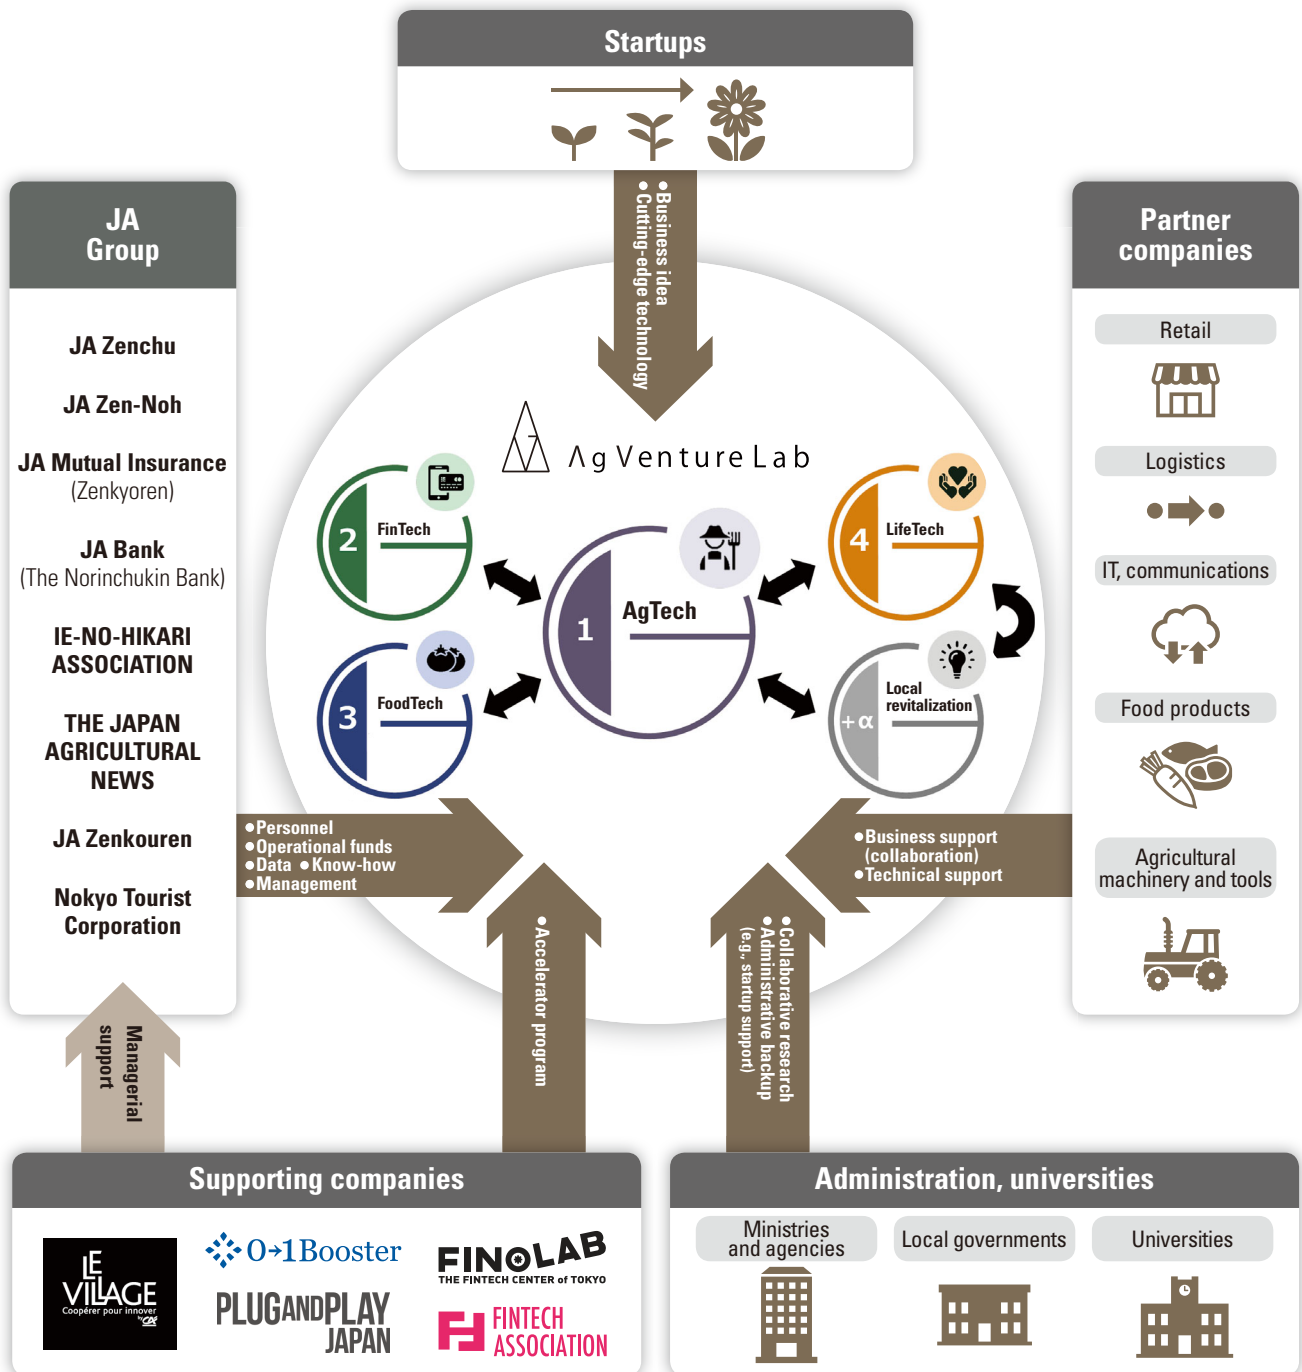 Startups
●Business idea
●Cutting-edge technology
JA
Group
JA Zenchu
JA Zen-Noh
JA Mutual Insurance
(Zenkyoren)
JA Bank
(The Norinchukin Bank)
IE-NO-HIKARI
ASSOCIATION
THE JAPAN
AGRICULTURAL
NEWS
JA Zenkouren
Nokyo Tourist
Corporation
Partner
companies
Retail
Logistics
IT, communications
Food products
Agricultural
machinery and tools
AgVentureLab
2
FinTech
4
LifeTech
1
AgTech
3
FoodTech
+α
Local
revitalization
●Personnel
●Operational funds
●Data ●Know-how
●Management
●Business support
(collaboration)
●Technical support
●Accelerator program
●Collaborative research
●Administrative backup
(e.g., startup support)
Managerial
support
Supporting companies
LE
VILLAGE
Coopérer pour innover
by CA
0→1Booster
FINOLAB
THE FINTECH CENTER of TOKYO
PLUGANDPLAY
JAPAN
FINTECH
ASSOCIATION
Administration, universities
Ministries
and agencies
Local governments
Universities